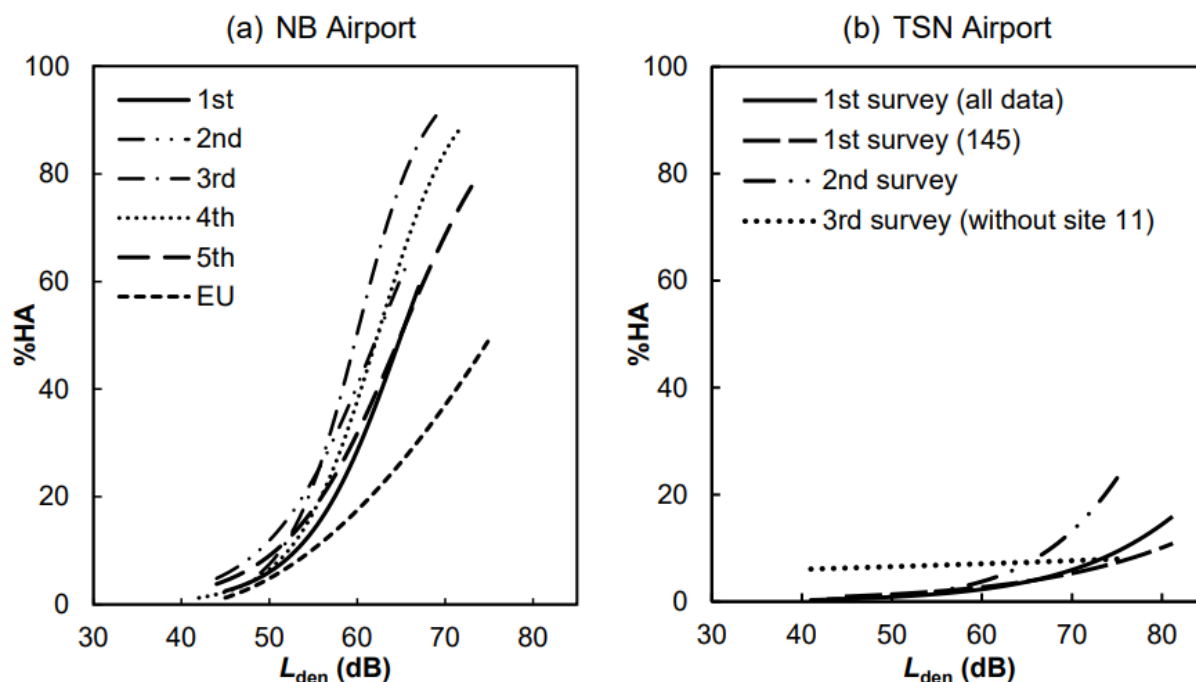 (a) NB Airport
100
80
60
40
20
0
%HA
1st
2nd
3rd
4th
5th
EU
30 40 50 60 70 80
Lden (dB)
(b) TSN Airport
100
80
60
40
20
0
%HA
1st survey (all data)
1st survey (145)
2nd survey
3rd survey (without site 11)
30 40 50 60 70 80
Lden (dB)